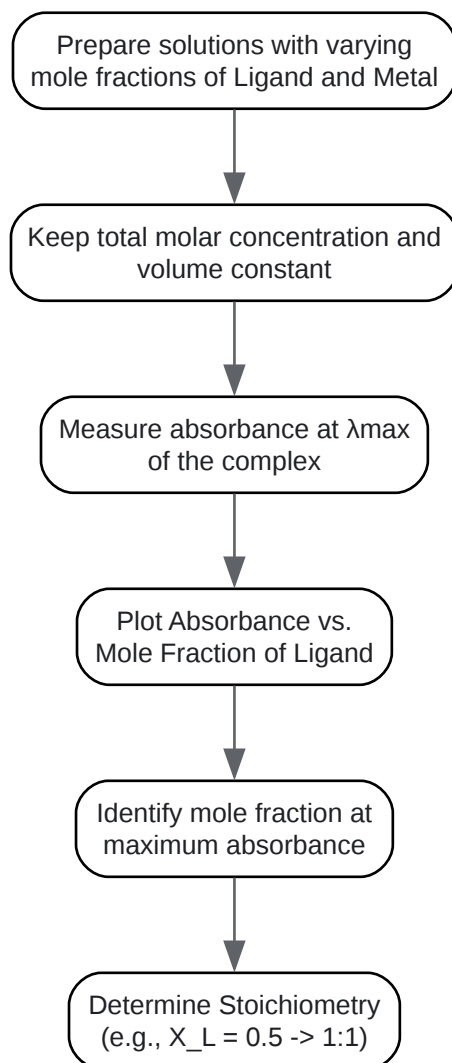 Prepare solutions with varying
mole fractions of Ligand and Metal
Keep total molar concentration and
volume constant
Measure absorbance at λmax
of the complex
Plot Absorbance vs.
Mole Fraction of Ligand
Identify mole fraction at
maximum absorbance
Determine Stoichiometry
(e.g., X_L = 0.5 -> 1:1)